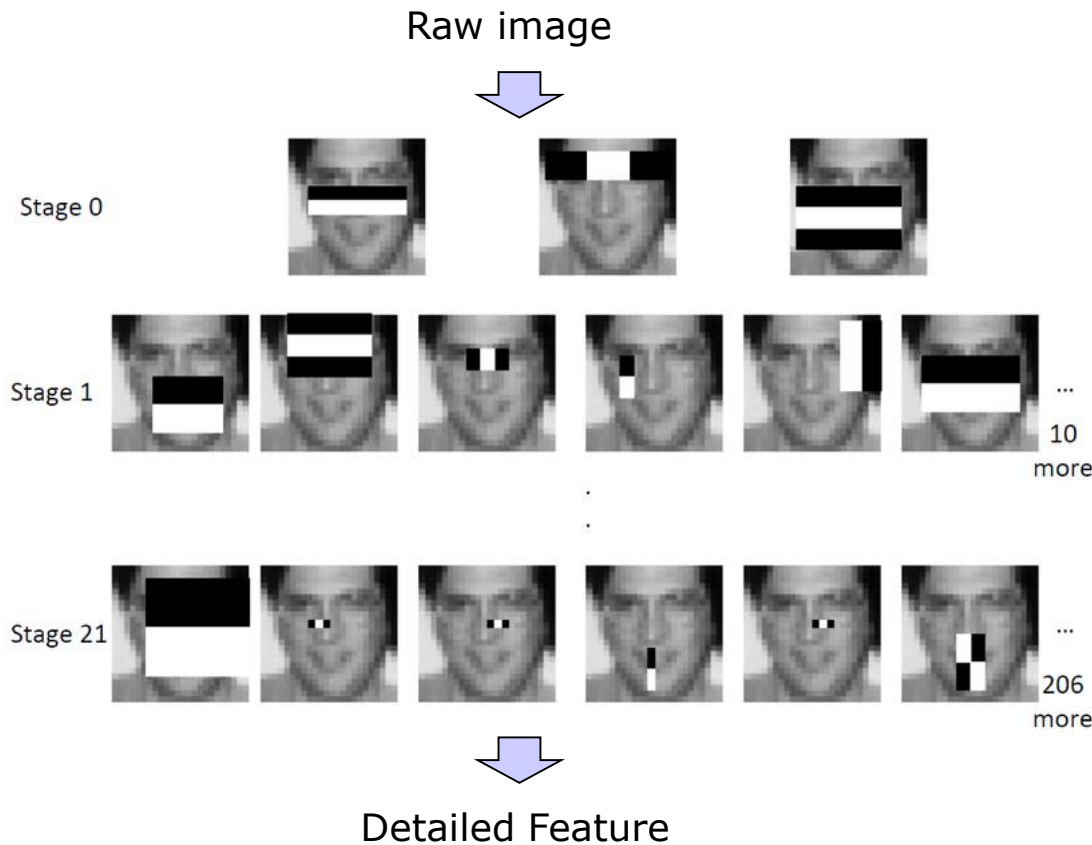 Raw image
Stage 0
Stage 1
...
10
more
.
.
Stage 21
...
206
more
Detailed Feature